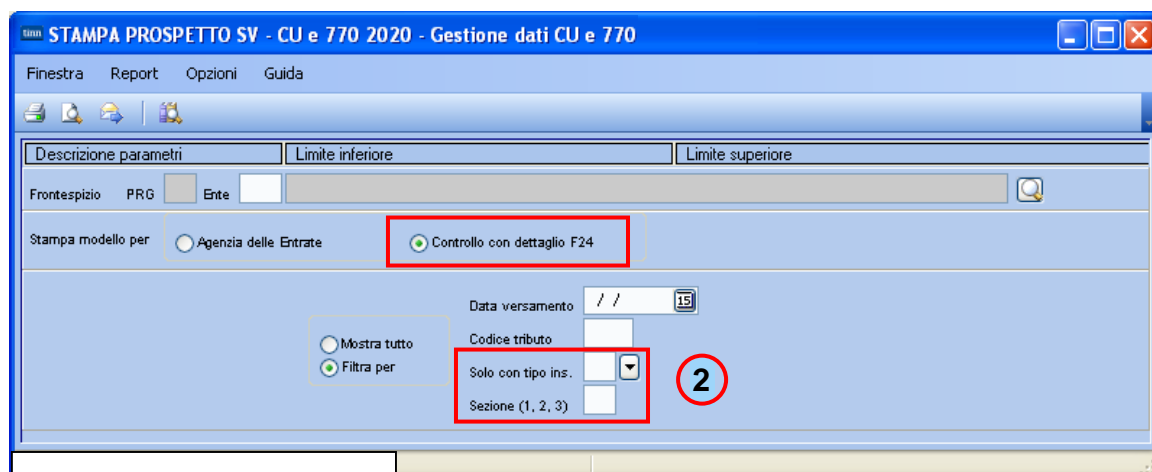 tinn STAMPA PROSPETTO SV - CU e 770 2020 - Gestione dati CU e 770
Finestra Report Opzioni Guida
Descrizione parametri Limite inferiore Limite superiore
Frontespizio PRG Ente
Stampa modello per Agenzia delle Entrate Controllo con dettaglio F24
Data versamento / / 15
Mostra tutto Codice tributo
Filtra per Solo con tipo ins.
Sezione (1, 2, 3)
2